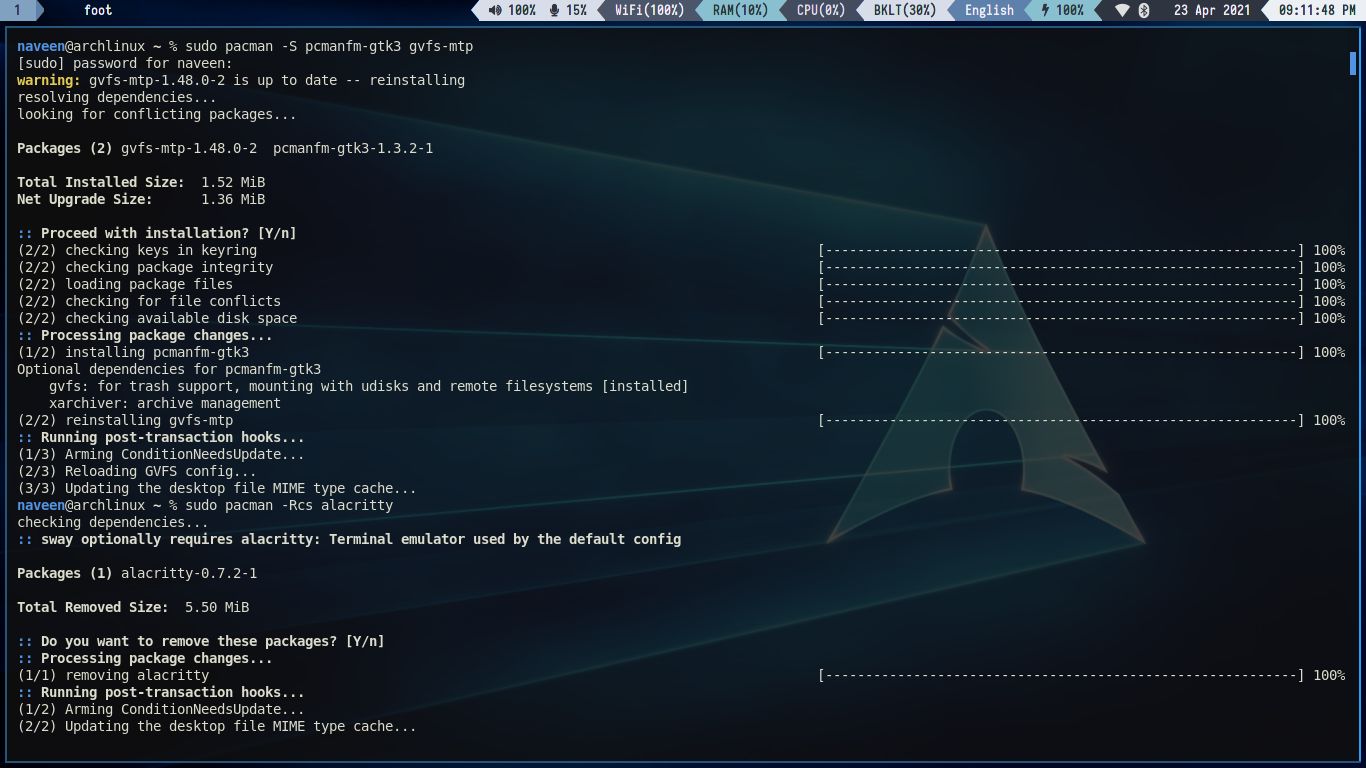 1 foot 100% 15% WiFi(100%) RAM(10%) CPU(0%) BKLT(30%) English 100% 23 Apr 2021 09:11:48 PM
naveen@archlinux ~ % sudo pacman -S pcmanfm-gtk3 gvfs-mtp
[sudo] password for naveen:
warning: gvfs-mtp-1.48.0-2 is up to date -- reinstalling
resolving dependencies...
looking for conflicting packages...
Packages (2) gvfs-mtp-1.48.0-2  pcmanfm-gtk3-1.3.2-1
Total Installed Size:  1.52 MiB
Net Upgrade Size:      1.36 MiB
:: Proceed with installation? [Y/n]
(2/2) checking keys in keyring [-----------------------------------------------------------] 100%
(2/2) checking package integrity [-----------------------------------------------------------] 100%
(2/2) loading package files [-----------------------------------------------------------] 100%
(2/2) checking for file conflicts [-----------------------------------------------------------] 100%
(2/2) checking available disk space [-----------------------------------------------------------] 100%
:: Processing package changes...
(1/2) installing pcmanfm-gtk3 [-----------------------------------------------------------] 100%
Optional dependencies for pcmanfm-gtk3
    gvfs: for trash support, mounting with udisks and remote filesystems [installed]
    xarchiver: archive management
(2/2) reinstalling gvfs-mtp [-----------------------------------------------------------] 100%
:: Running post-transaction hooks...
(1/3) Arming ConditionNeedsUpdate...
(2/3) Reloading GVFS config...
(3/3) Updating the desktop file MIME type cache...
naveen@archlinux ~ % sudo pacman -Rcs alacritty
checking dependencies...
:: sway optionally requires alacritty: Terminal emulator used by the default config
Packages (1) alacritty-0.7.2-1
Total Removed Size:  5.50 MiB
:: Do you want to remove these packages? [Y/n]
:: Processing package changes...
(1/1) removing alacritty [-----------------------------------------------------------] 100%
:: Running post-transaction hooks...
(1/2) Arming ConditionNeedsUpdate...
(2/2) Updating the desktop file MIME type cache...